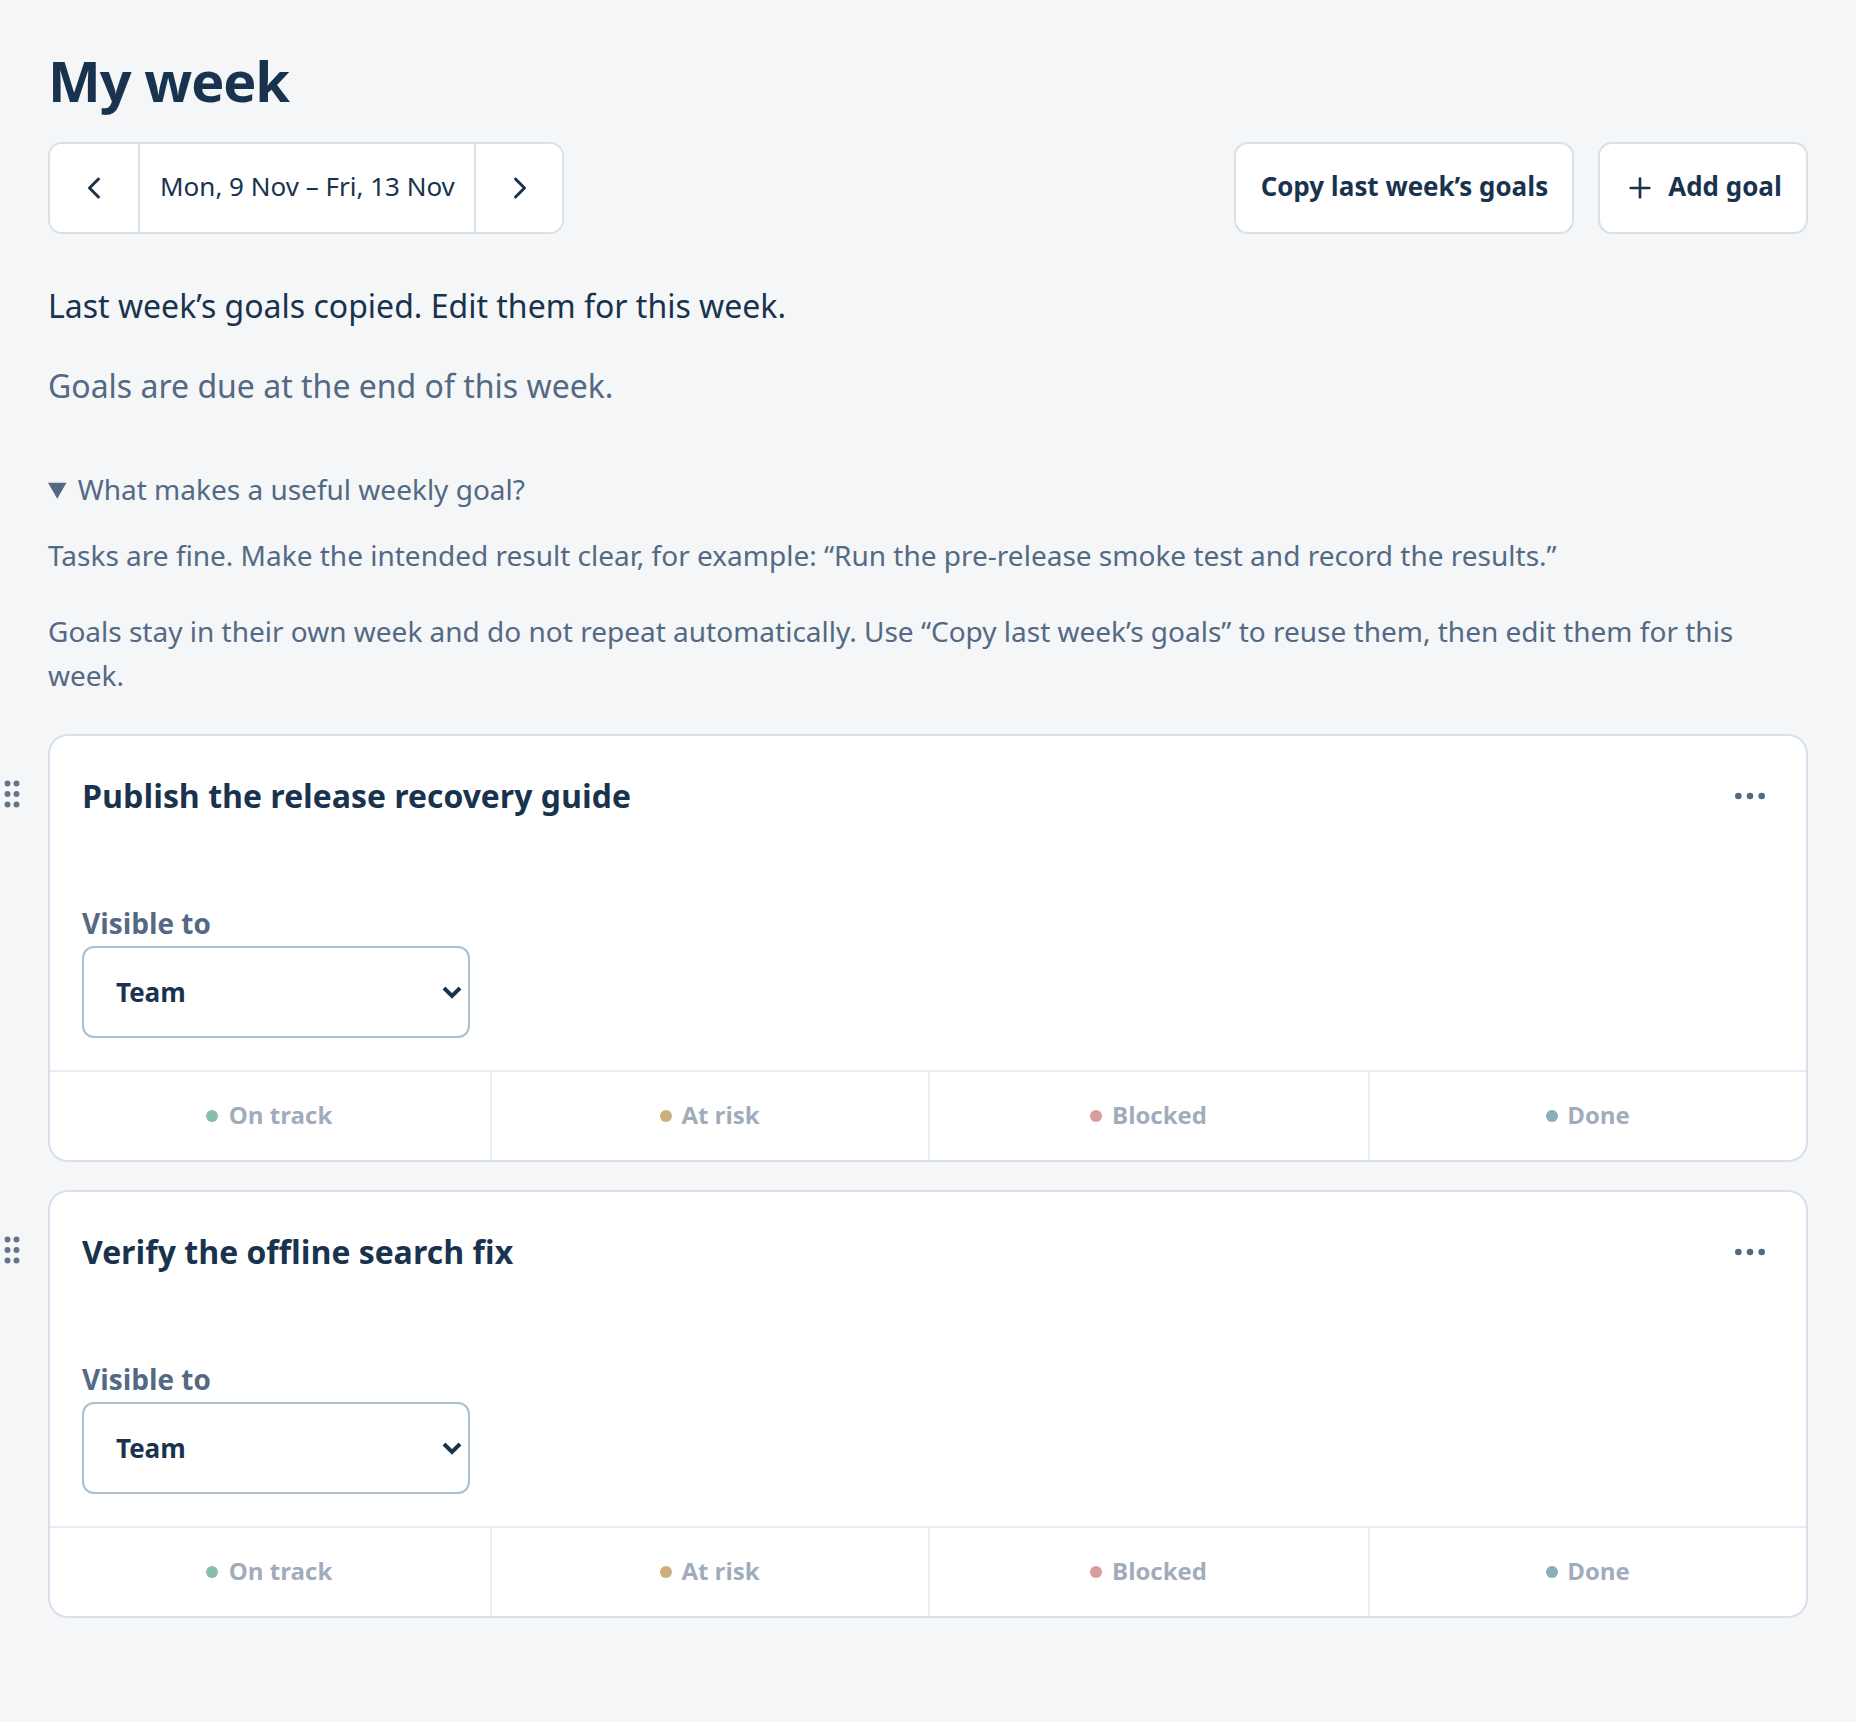 My week
Mon, 9 Nov – Fri, 13 Nov
Copy last week’s goals
Add goal
Last week’s goals copied. Edit them for this week.
Goals are due at the end of this week.
What makes a useful weekly goal?
Tasks are fine. Make the intended result clear, for example: “Run the pre-release smoke test and record the results.”
Goals stay in their own week and do not repeat automatically. Use “Copy last week’s goals” to reuse them, then edit them for this
week.
Publish the release recovery guide
Visible to
Team
On track
At risk
Blocked
Done
Verify the offline search fix
Visible to
Team
On track
At risk
Blocked
Done